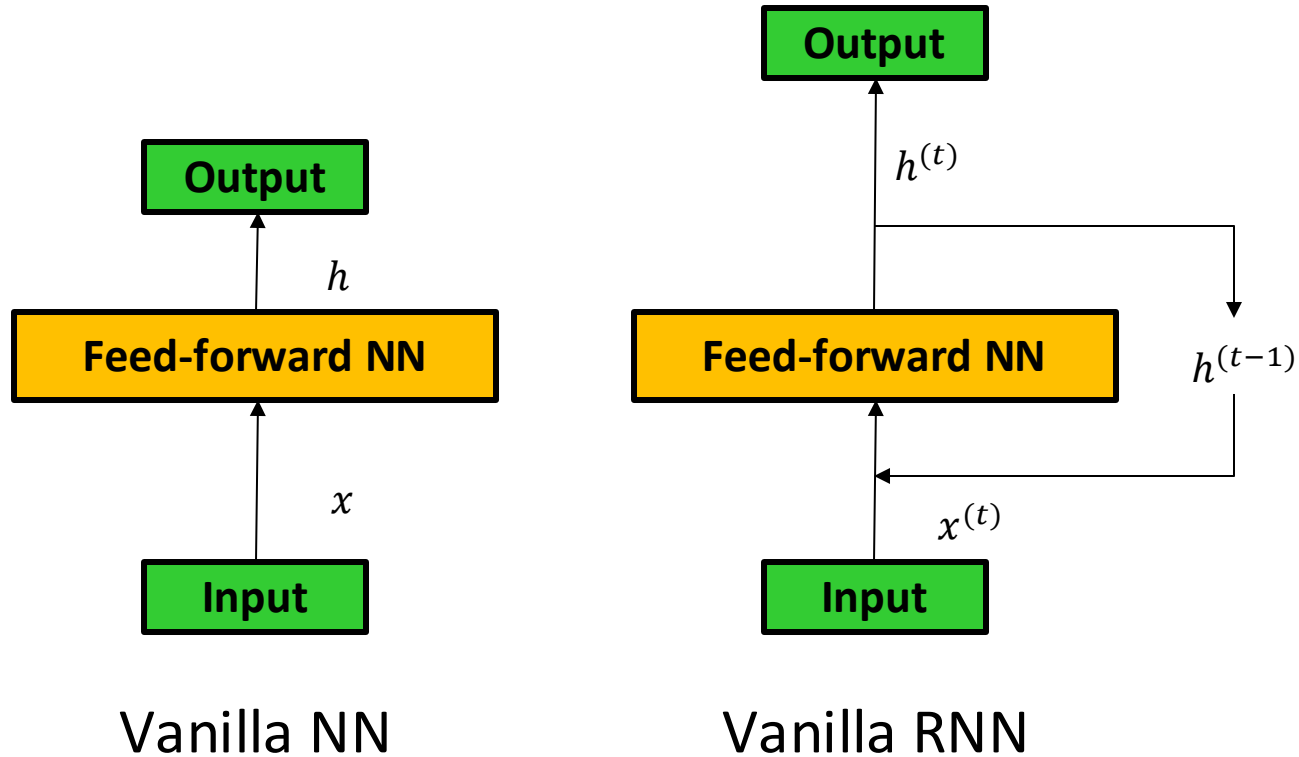 Output
h
Feed-forward NN
x
Input
Vanilla NN
Output
h^{(t)}
Feed-forward NN
h^{(t-1)}
x^{(t)}
Input
Vanilla RNN